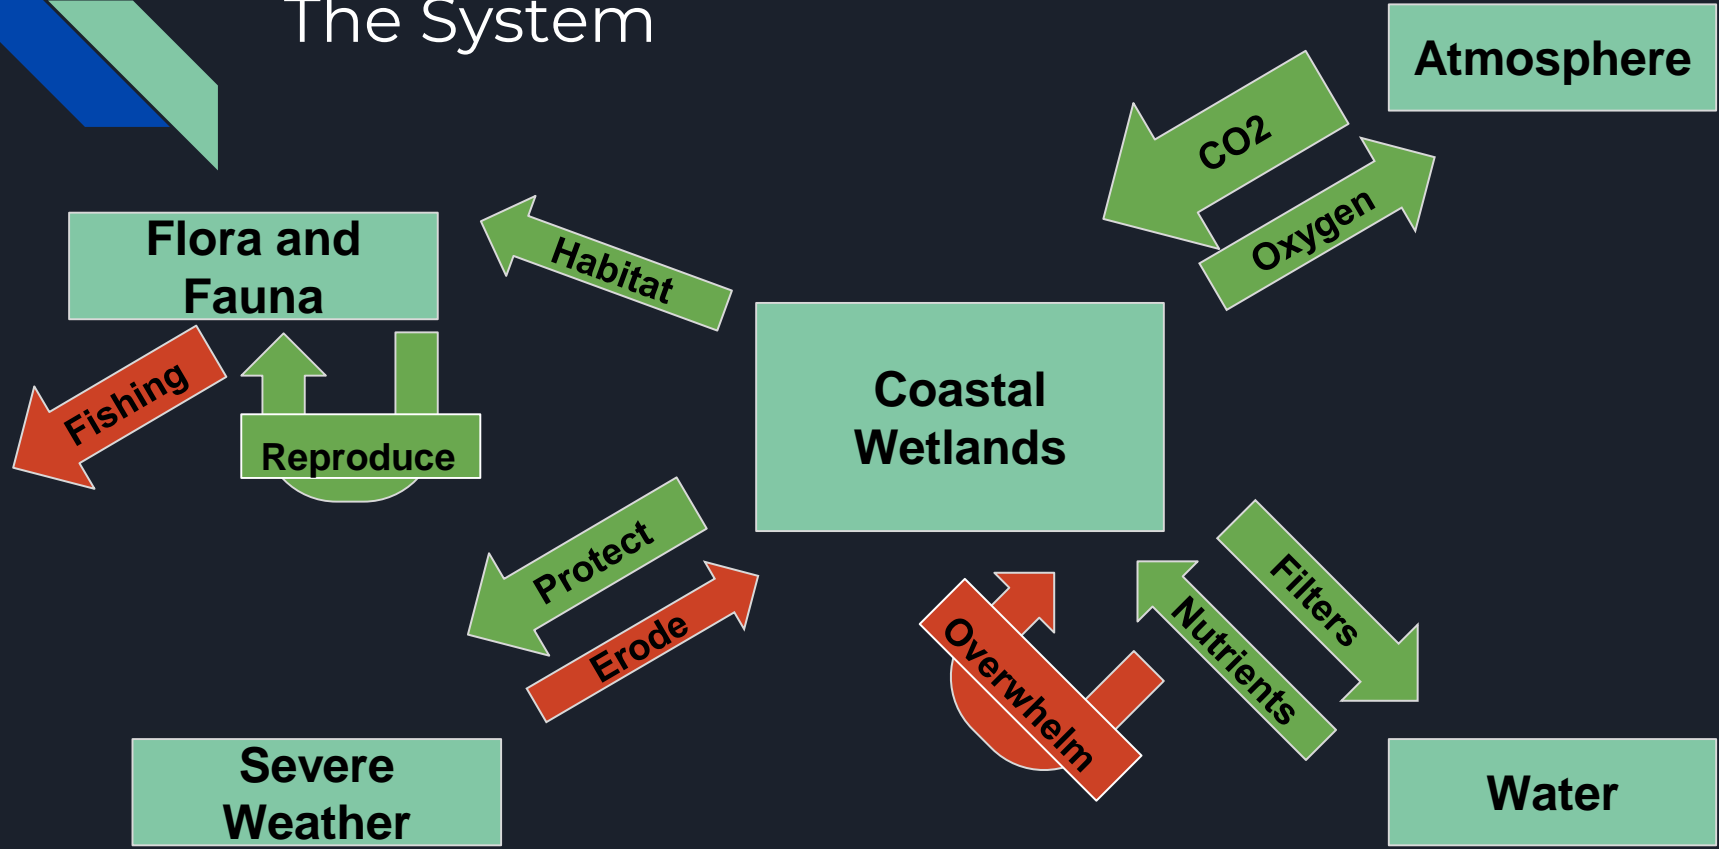 The System
Atmosphere
CO2
Oxygen
Flora and
Fauna
Habitat
Fishing
Reproduce
Coastal
Wetlands
Protect
Erode
Overwhelm
Filters
Nutrients
Severe
Weather
Water